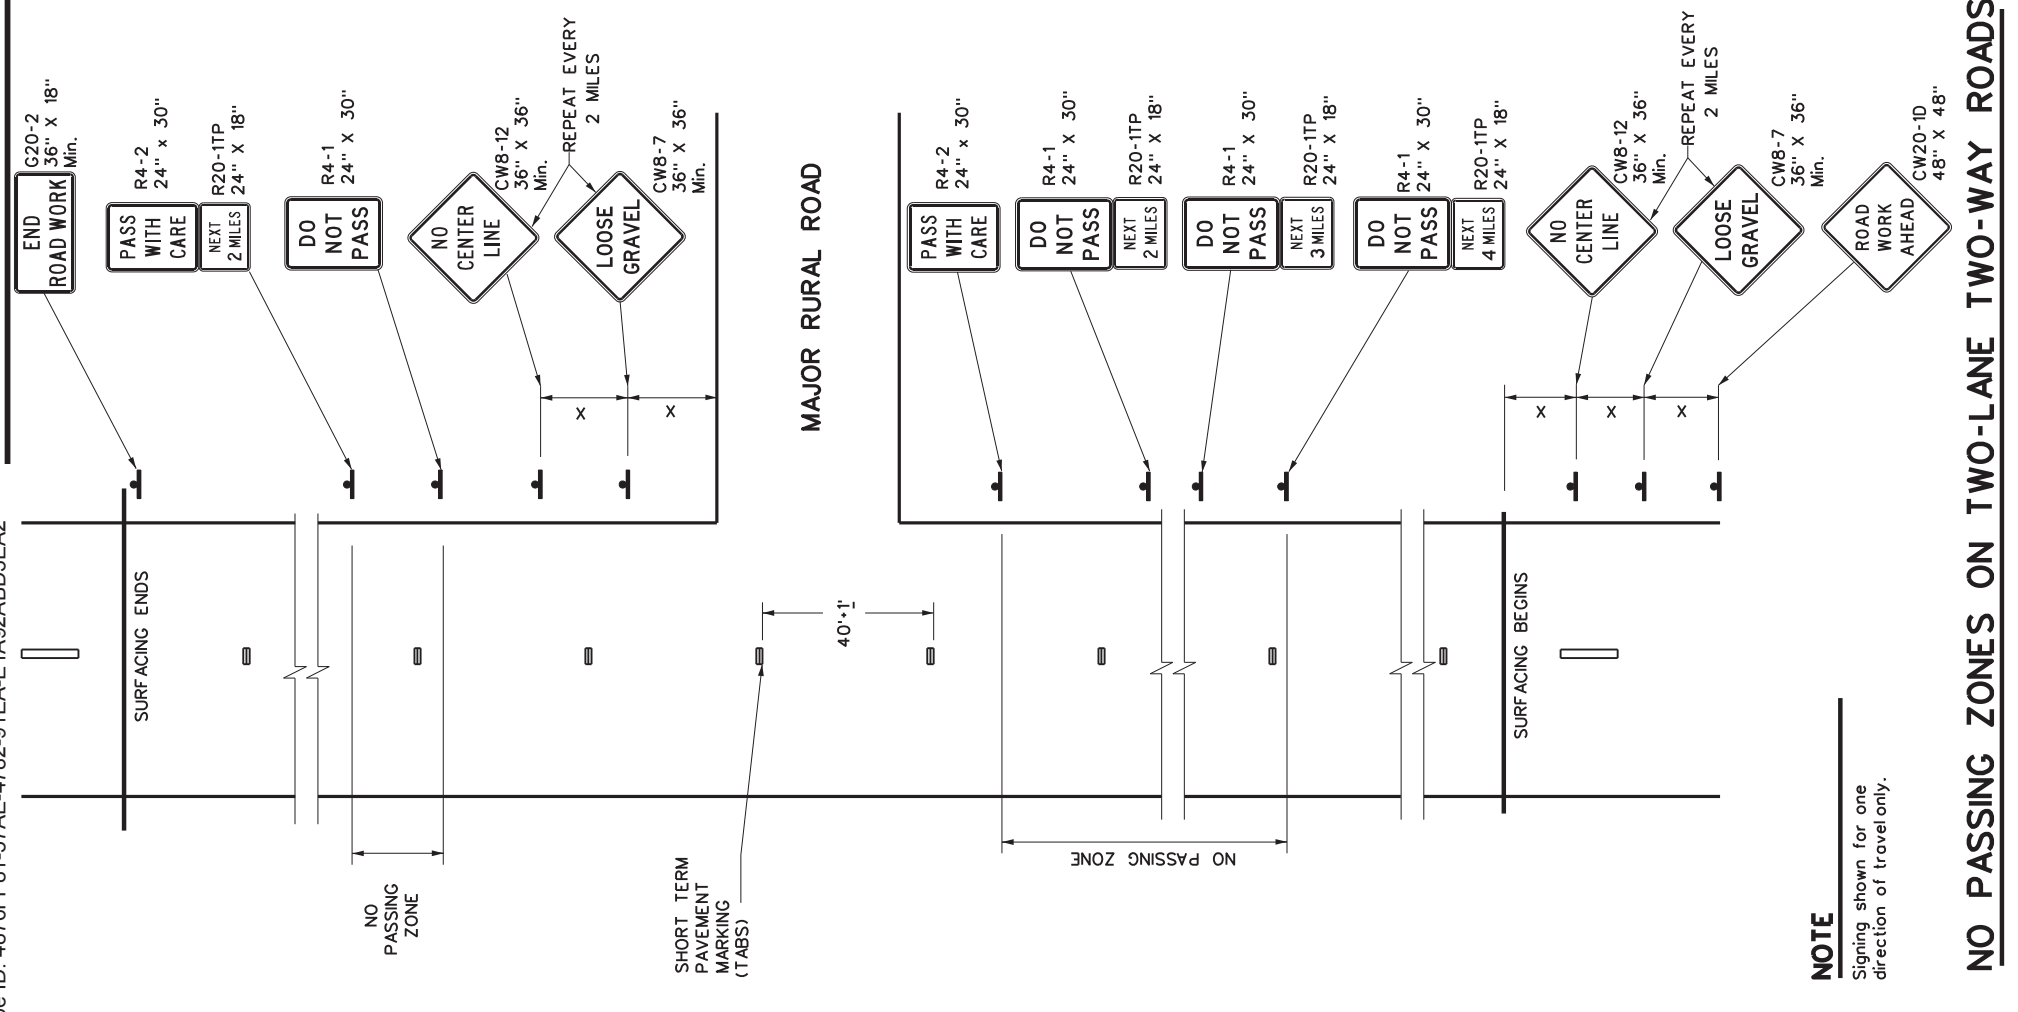 NO PASSING ZONES ON TWO-LANE TWO-WAY ROADS
G20-2
36" X 18"
Min.
END
ROAD WORK
R4-2
24" x 30"
PASS
WITH
CARE
R20-1TP
24" X 18"
NEXT
2 MILES
R4-1
24" X 30"
DO
NOT
PASS
CW8-12
36" X 36"
Min.
NO
CENTER
LINE
REPEAT EVERY
2 MILES
CW8-7
36" X 36"
Min.
LOOSE
GRAVEL
X
X
SURFACING ENDS
NO
PASSING
ZONE
SHORT TERM
PAVEMENT
MARKING
(TABS)
40'±1'
MAJOR RURAL ROAD
R4-2
24" x 30"
PASS
WITH
CARE
R4-1
24" X 30"
DO
NOT
PASS
R20-1TP
24" X 18"
NEXT
2 MILES
R4-1
24" X 30"
DO
NOT
PASS
R20-1TP
24" X 18"
NEXT
3 MILES
R4-1
24" X 30"
DO
NOT
PASS
R20-1TP
24" X 18"
NEXT
4 MILES
CW8-12
36" X 36"
Min.
NO
CENTER
LINE
REPEAT EVERY
2 MILES
CW8-7
36" X 36"
Min.
LOOSE
GRAVEL
CW20-1D
48" X 48"
ROAD
WORK
AHEAD
X
X
X
NO PASSING ZONE
SURFACING BEGINS
NOTE
Signing shown for one
direction of travel only.